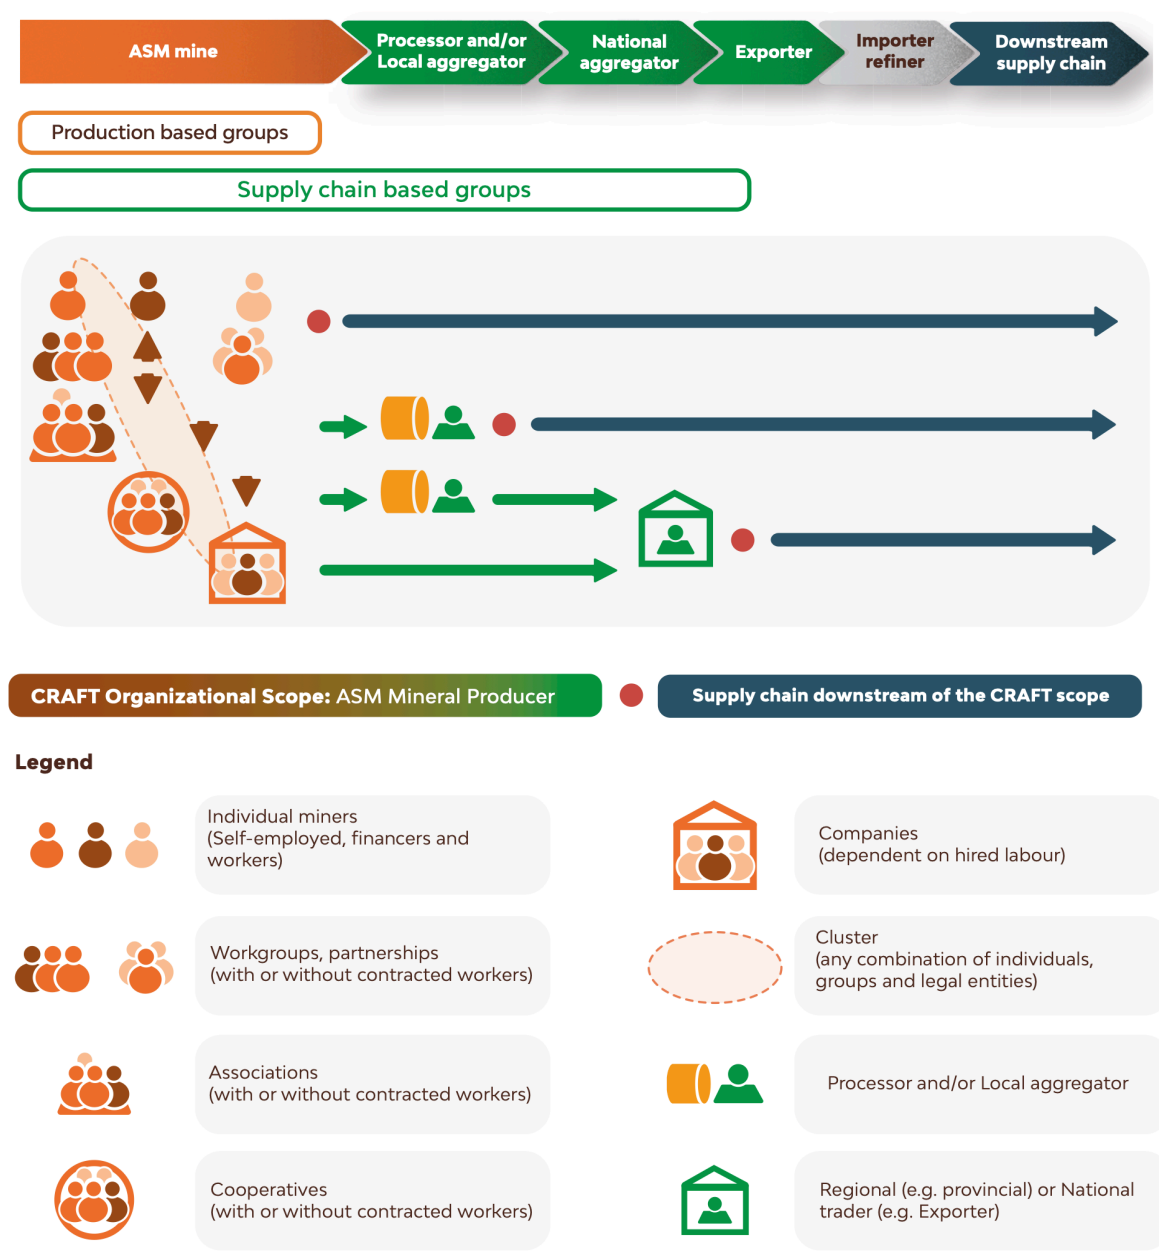 ASM mine
Processor and/or
Local aggregator
National
aggregator
Exporter
Importer
refiner
Downstream
supply chain
Production based groups
Supply chain based groups
CRAFT Organizational Scope: ASM Mineral Producer
Supply chain downstream of the CRAFT scope
Legend
Individual miners
(Self-employed, financers and
workers)
Companies
(dependent on hired labour)
Workgroups, partnerships
(with or without contracted workers)
Cluster
(any combination of individuals,
groups and legal entities)
Associations
(with or without contracted workers)
Processor and/or Local aggregator
Cooperatives
(with or without contracted workers)
Regional (e.g. provincial) or National
trader (e.g. Exporter)